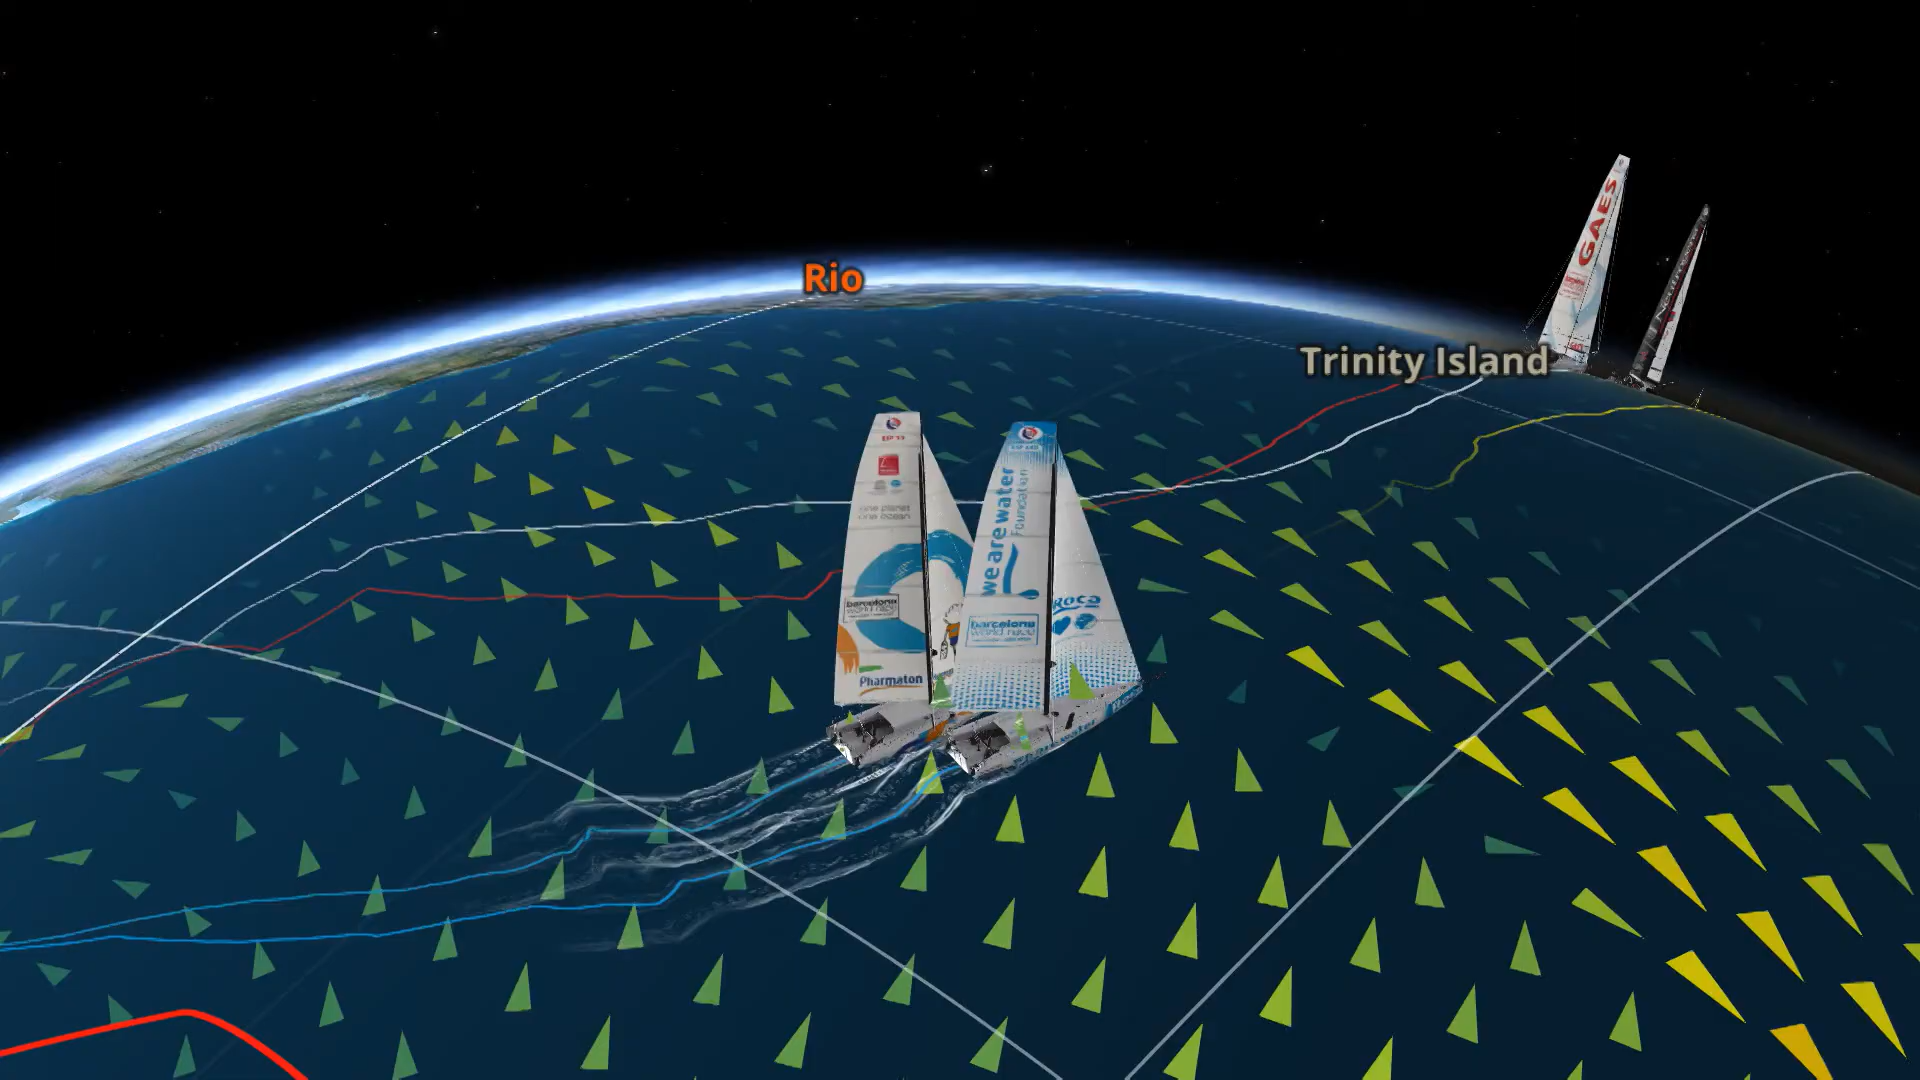 Rio
Trinity Island
GAES
one planet
one ocean
barcelona
world race
Pharmaton
we are water
Foundation
barcelona
world race
Roca